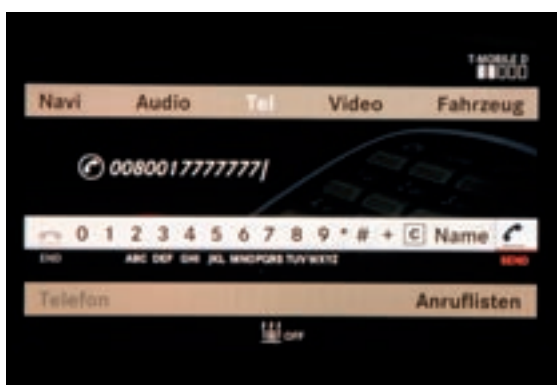 T-MOBILE D
Navi Audio Tel Video Fahrzeug
0080017777777
0 1 2 3 4 5 6 7 8 9 * # + C Name
END ABC DEF GHI JKL MNO PQRS TUV WXYZ SEND
Telefon Anruflisten
OFF